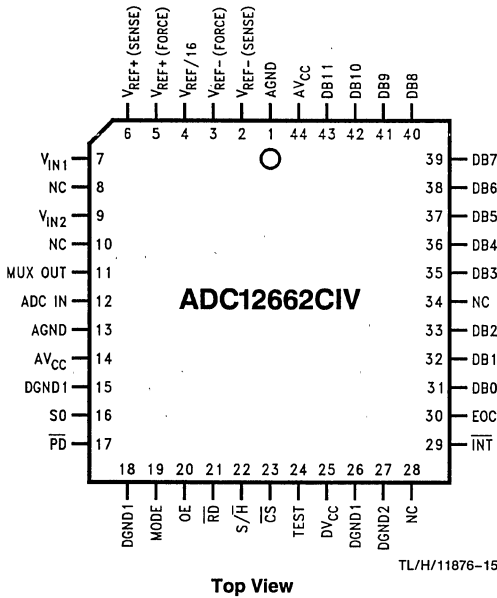 VREF+(SENSE)
VREF+(FORCE)
VREF/16
VREF-(FORCE)
VREF-(SENSE)
AGND
AVCC
DB11
DB10
DB9
DB8
6 5 4 3 2 1 44 43 42 41 40
VIN1 7
NC 8
VIN2 9
NC 10
MUX OUT 11
ADC IN 12
AGND 13
AVCC 14
DGND1 15
S0 16
P̅D̅ 17
ADC12662CIV
39 DB7
38 DB6
37 DB5
36 DB4
35 DB3
34 NC
33 DB2
32 DB1
31 DB0
30 EOC
29 I̅N̅T̅
18 19 20 21 22 23 24 25 26 27 28
DGND1
MODE
OE
R̅D̅
S/H̅
C̅S̅
TEST
DVCC
DGND1
DGND2
NC
TL/H/11876-15
Top View